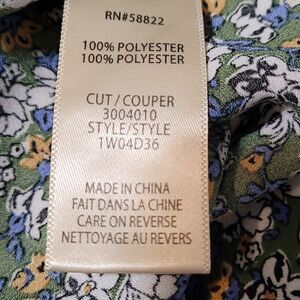 RN#58822
100% POLYESTER
100% POLYESTER
CUT / COUPER
3004010
STYLE/STYLE
1W04D36
MADE IN CHINA
FAIT DANS LA CHINE
CARE ON REVERSE
NETTOYAGE AU REVERS